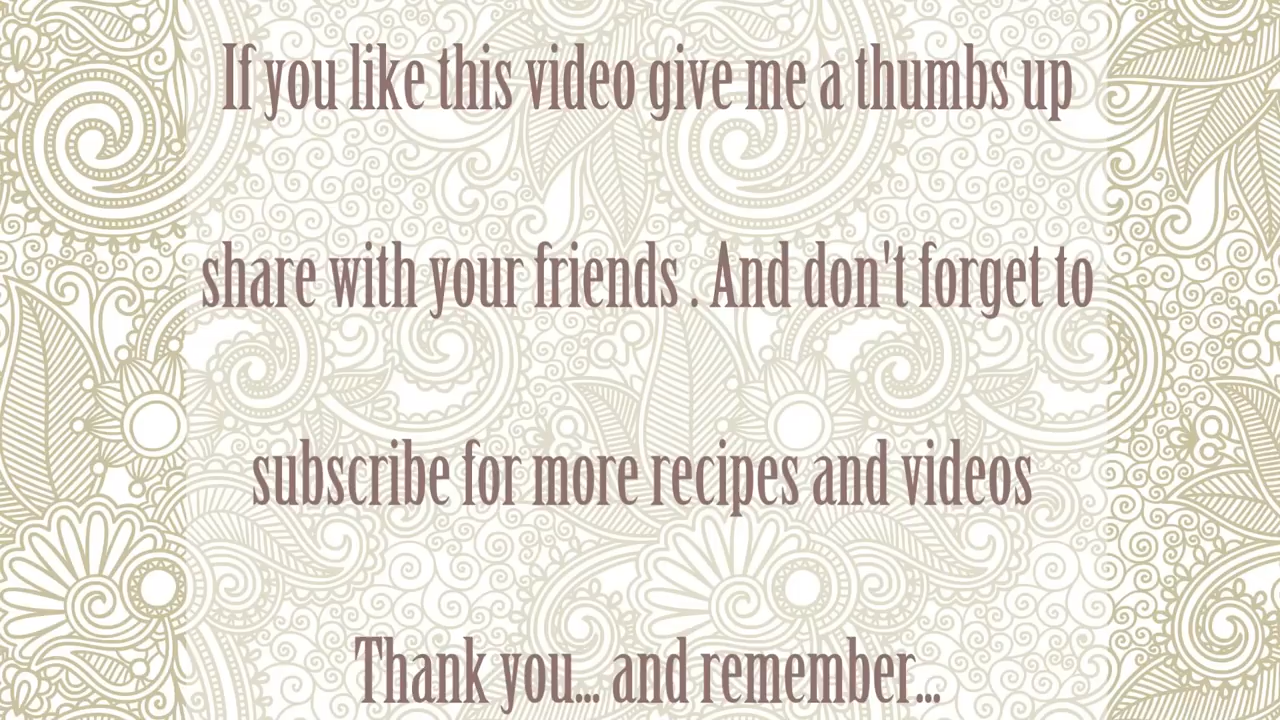 If you like this video give me a thumbs up
share with your friends . And don't forget to
subscribe for more recipes and videos
Thank you... and remember...